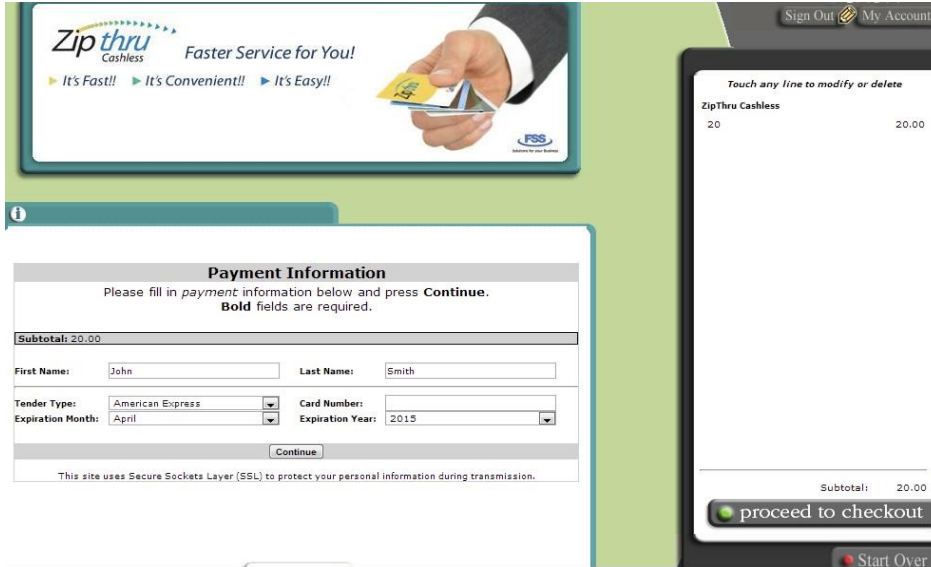 Zip thru
Cashless
Faster Service for You!
It's Fast!! It's Convenient!! It's Easy!!
FSS
Solutions for your Business
Sign Out My Account
Touch any line to modify or delete
ZipThru Cashless
20 20.00
Payment Information
Please fill in payment information below and press Continue.
Bold fields are required.
Subtotal: 20.00
First Name: John Last Name: Smith
Tender Type: American Express Card Number:
Expiration Month: April Expiration Year: 2015
Continue
This site uses Secure Sockets Layer (SSL) to protect your personal information during transmission.
Subtotal: 20.00
proceed to checkout
Start Over